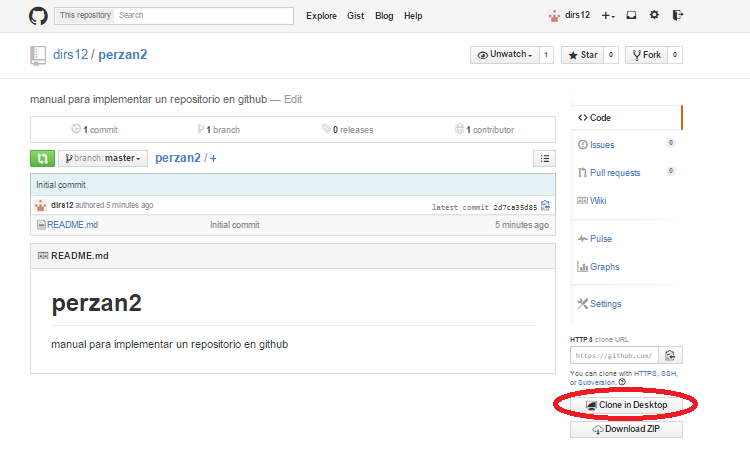 This repository Search Explore Gist Blog Help dirs12
dirs12 / perzan2 Unwatch 1 Star 0 Fork 0
manual para implementar un repositorio en github — Edit
1 commit 1 branch 0 releases 1 contributor
branch: master perzan2 / +
Initial commit
dirs12 authored 5 minutes ago latest commit 2d7ca35d85
README.md Initial commit 5 minutes ago
README.md
perzan2
manual para implementar un repositorio en github
Code
Issues 0
Pull requests 0
Wiki
Pulse
Graphs
Settings
HTTPS clone URL
https://github.com/
You can clone with HTTPS, SSH,
or Subversion.
Clone in Desktop
Download ZIP